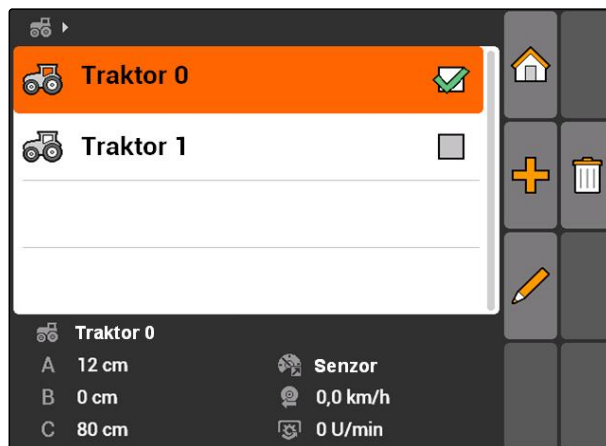 Traktor 0
Traktor 1
Traktor 0
A 12 cm Senzor
B 0 cm 0,0 km/h
C 80 cm 0 U/min